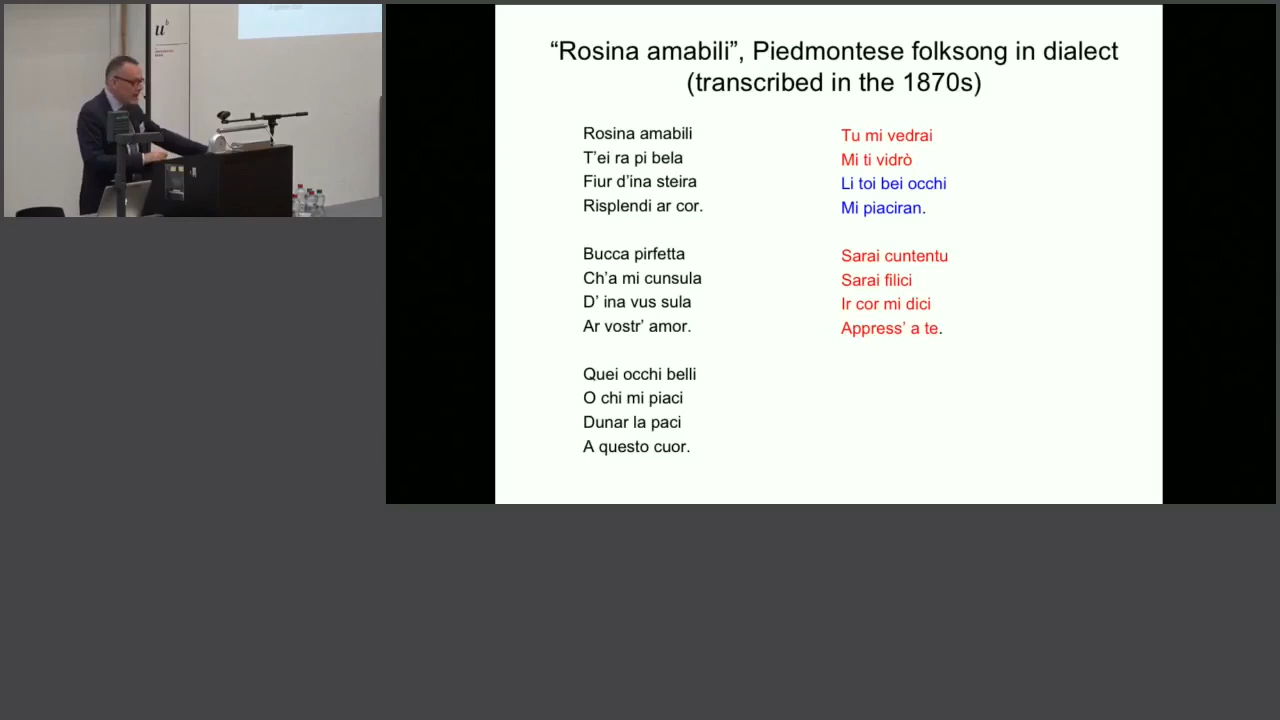 u^b
“Rosina amabili”, Piedmontese folksong in dialect
(transcribed in the 1870s)
Rosina amabili
T’ei ra pi bela
Fiur d’ina steira
Risplendi ar cor.
Bucca pirfetta
Ch’a mi cunsula
D’ ina vus sula
Ar vostr’ amor.
Quei occhi belli
O chi mi piaci
Dunar la paci
A questo cuor.
Tu mi vedrai
Mi ti vidrò
Li toi bei occhi
Mi piaciran.
Sarai cuntentu
Sarai filici
Ir cor mi dici
Appress’ a te.